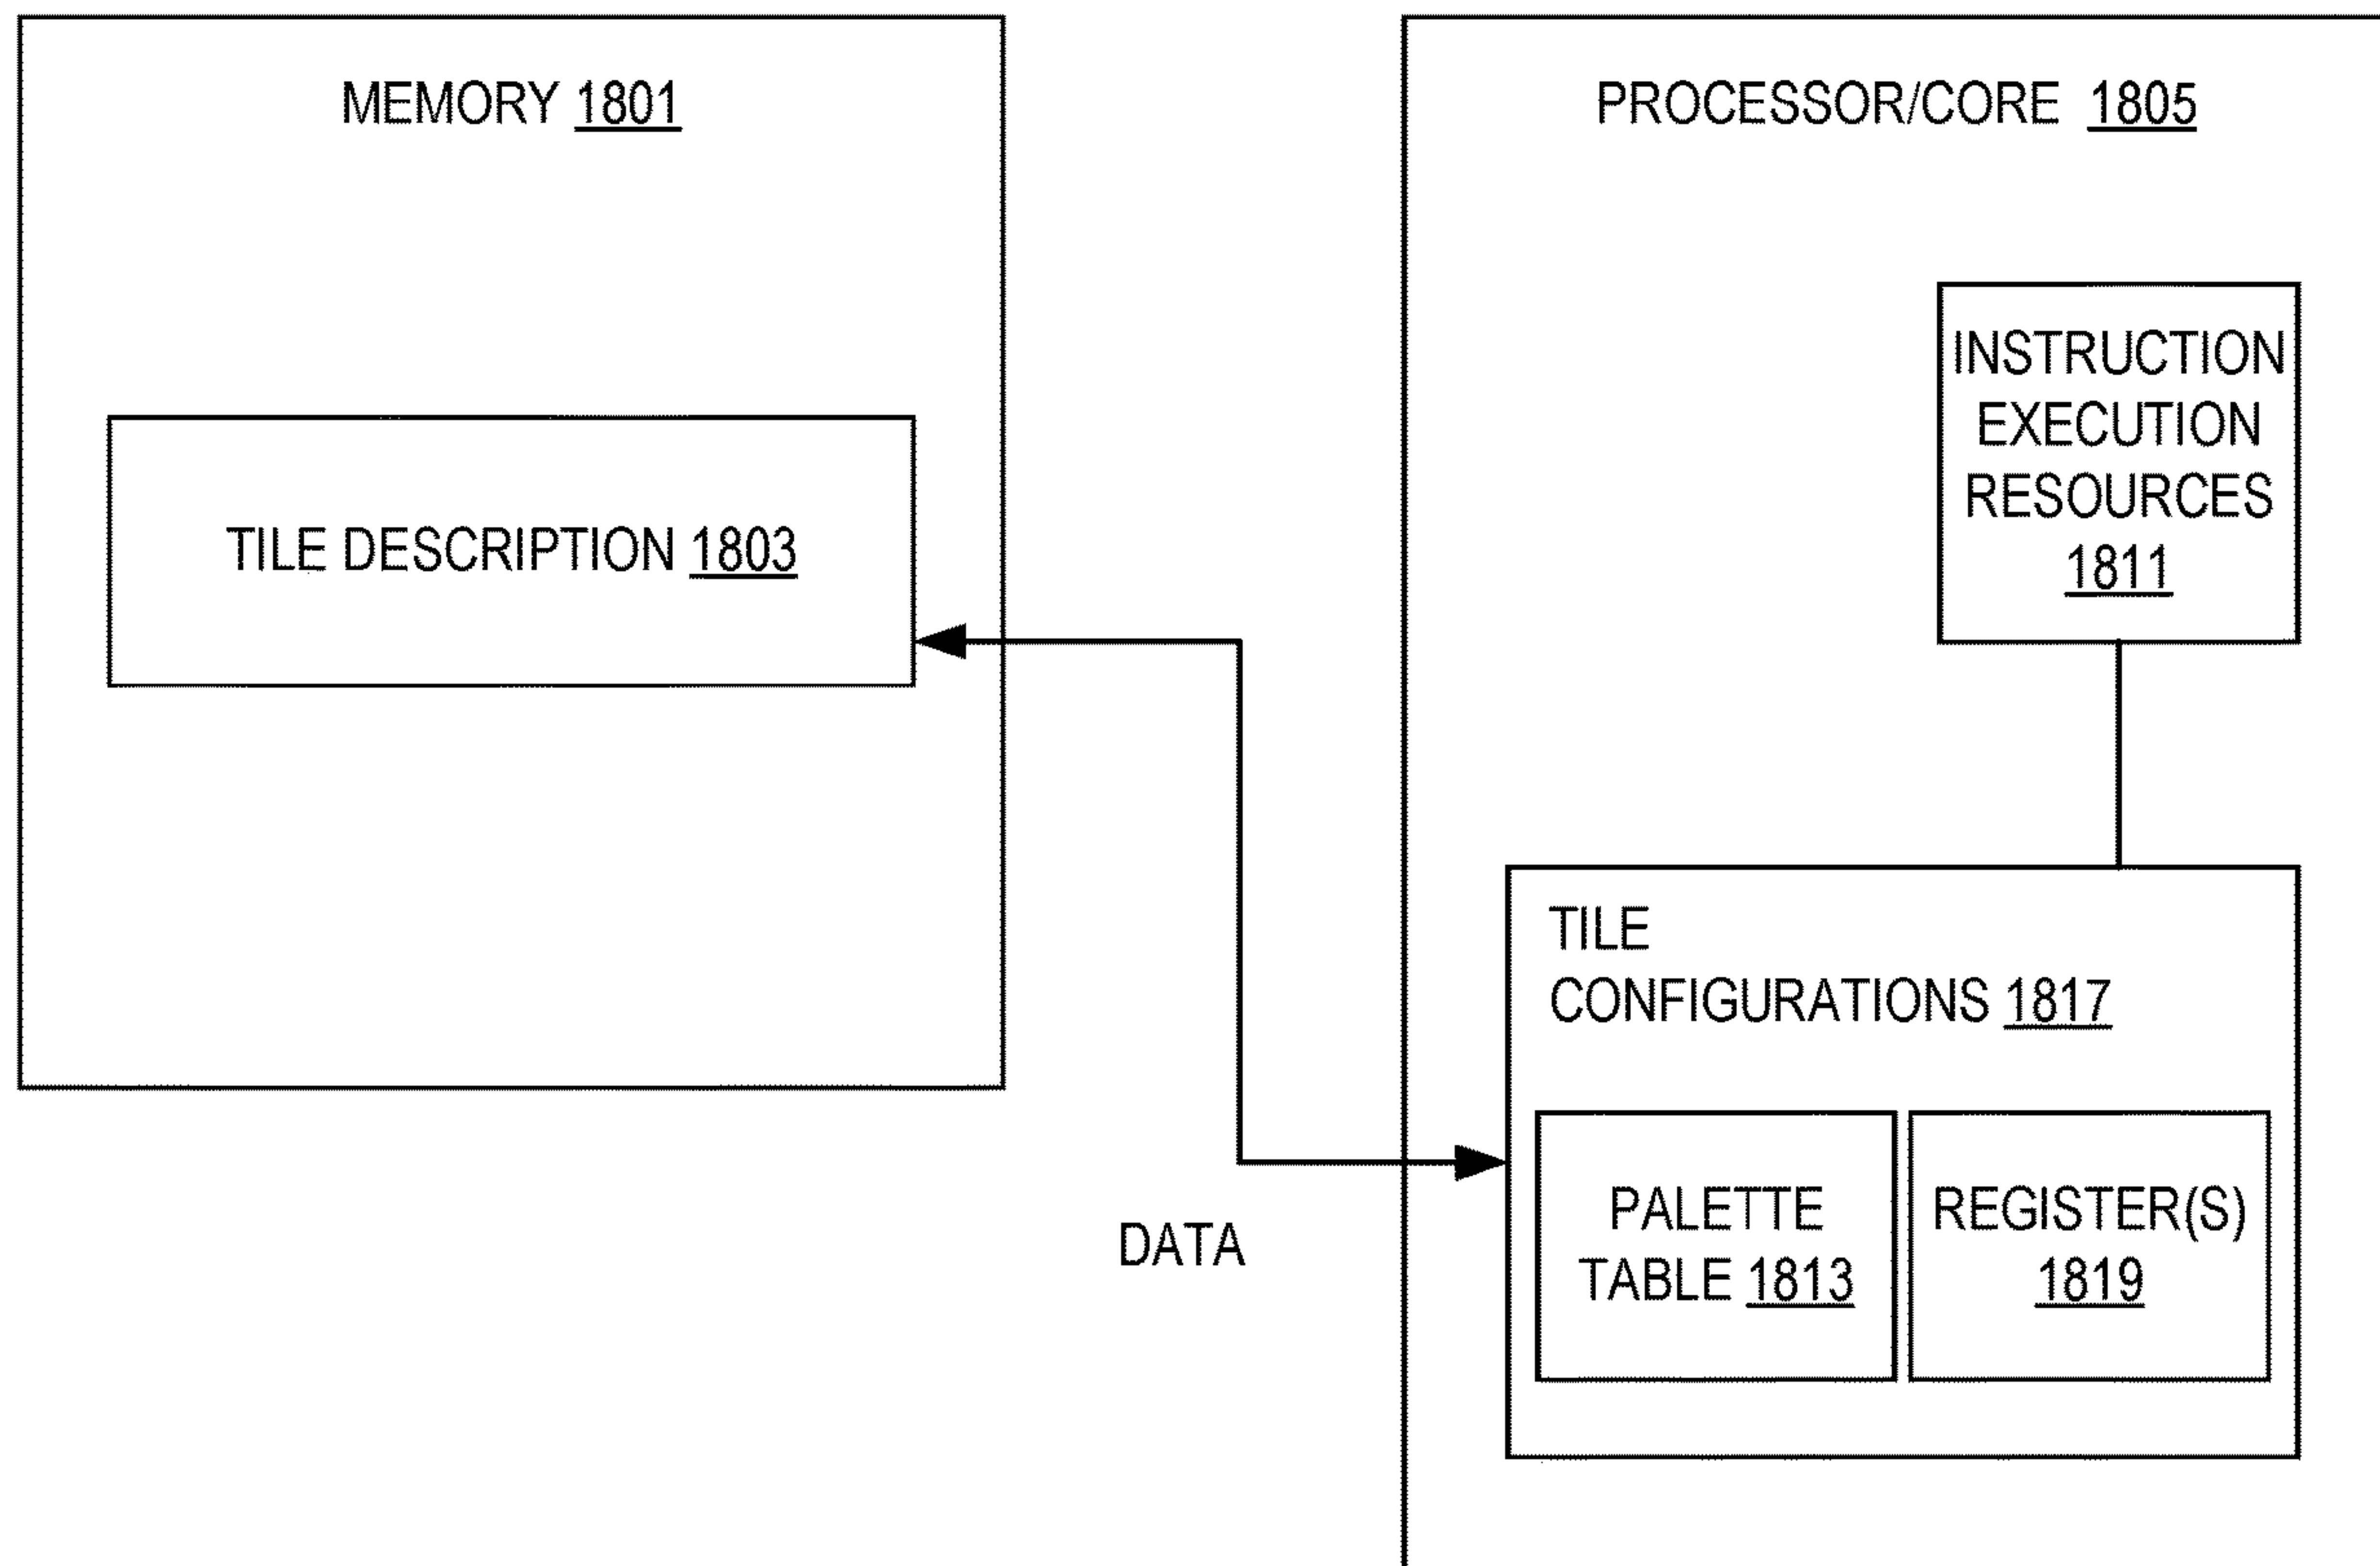 MEMORY 1801
PROCESSOR/CORE 1805
INSTRUCTION
EXECUTION
RESOURCES
1811
TILE DESCRIPTION 1803
TILE
CONFIGURATIONS 1817
PALETTE
TABLE 1813
REGISTER(S)
1819
DATA